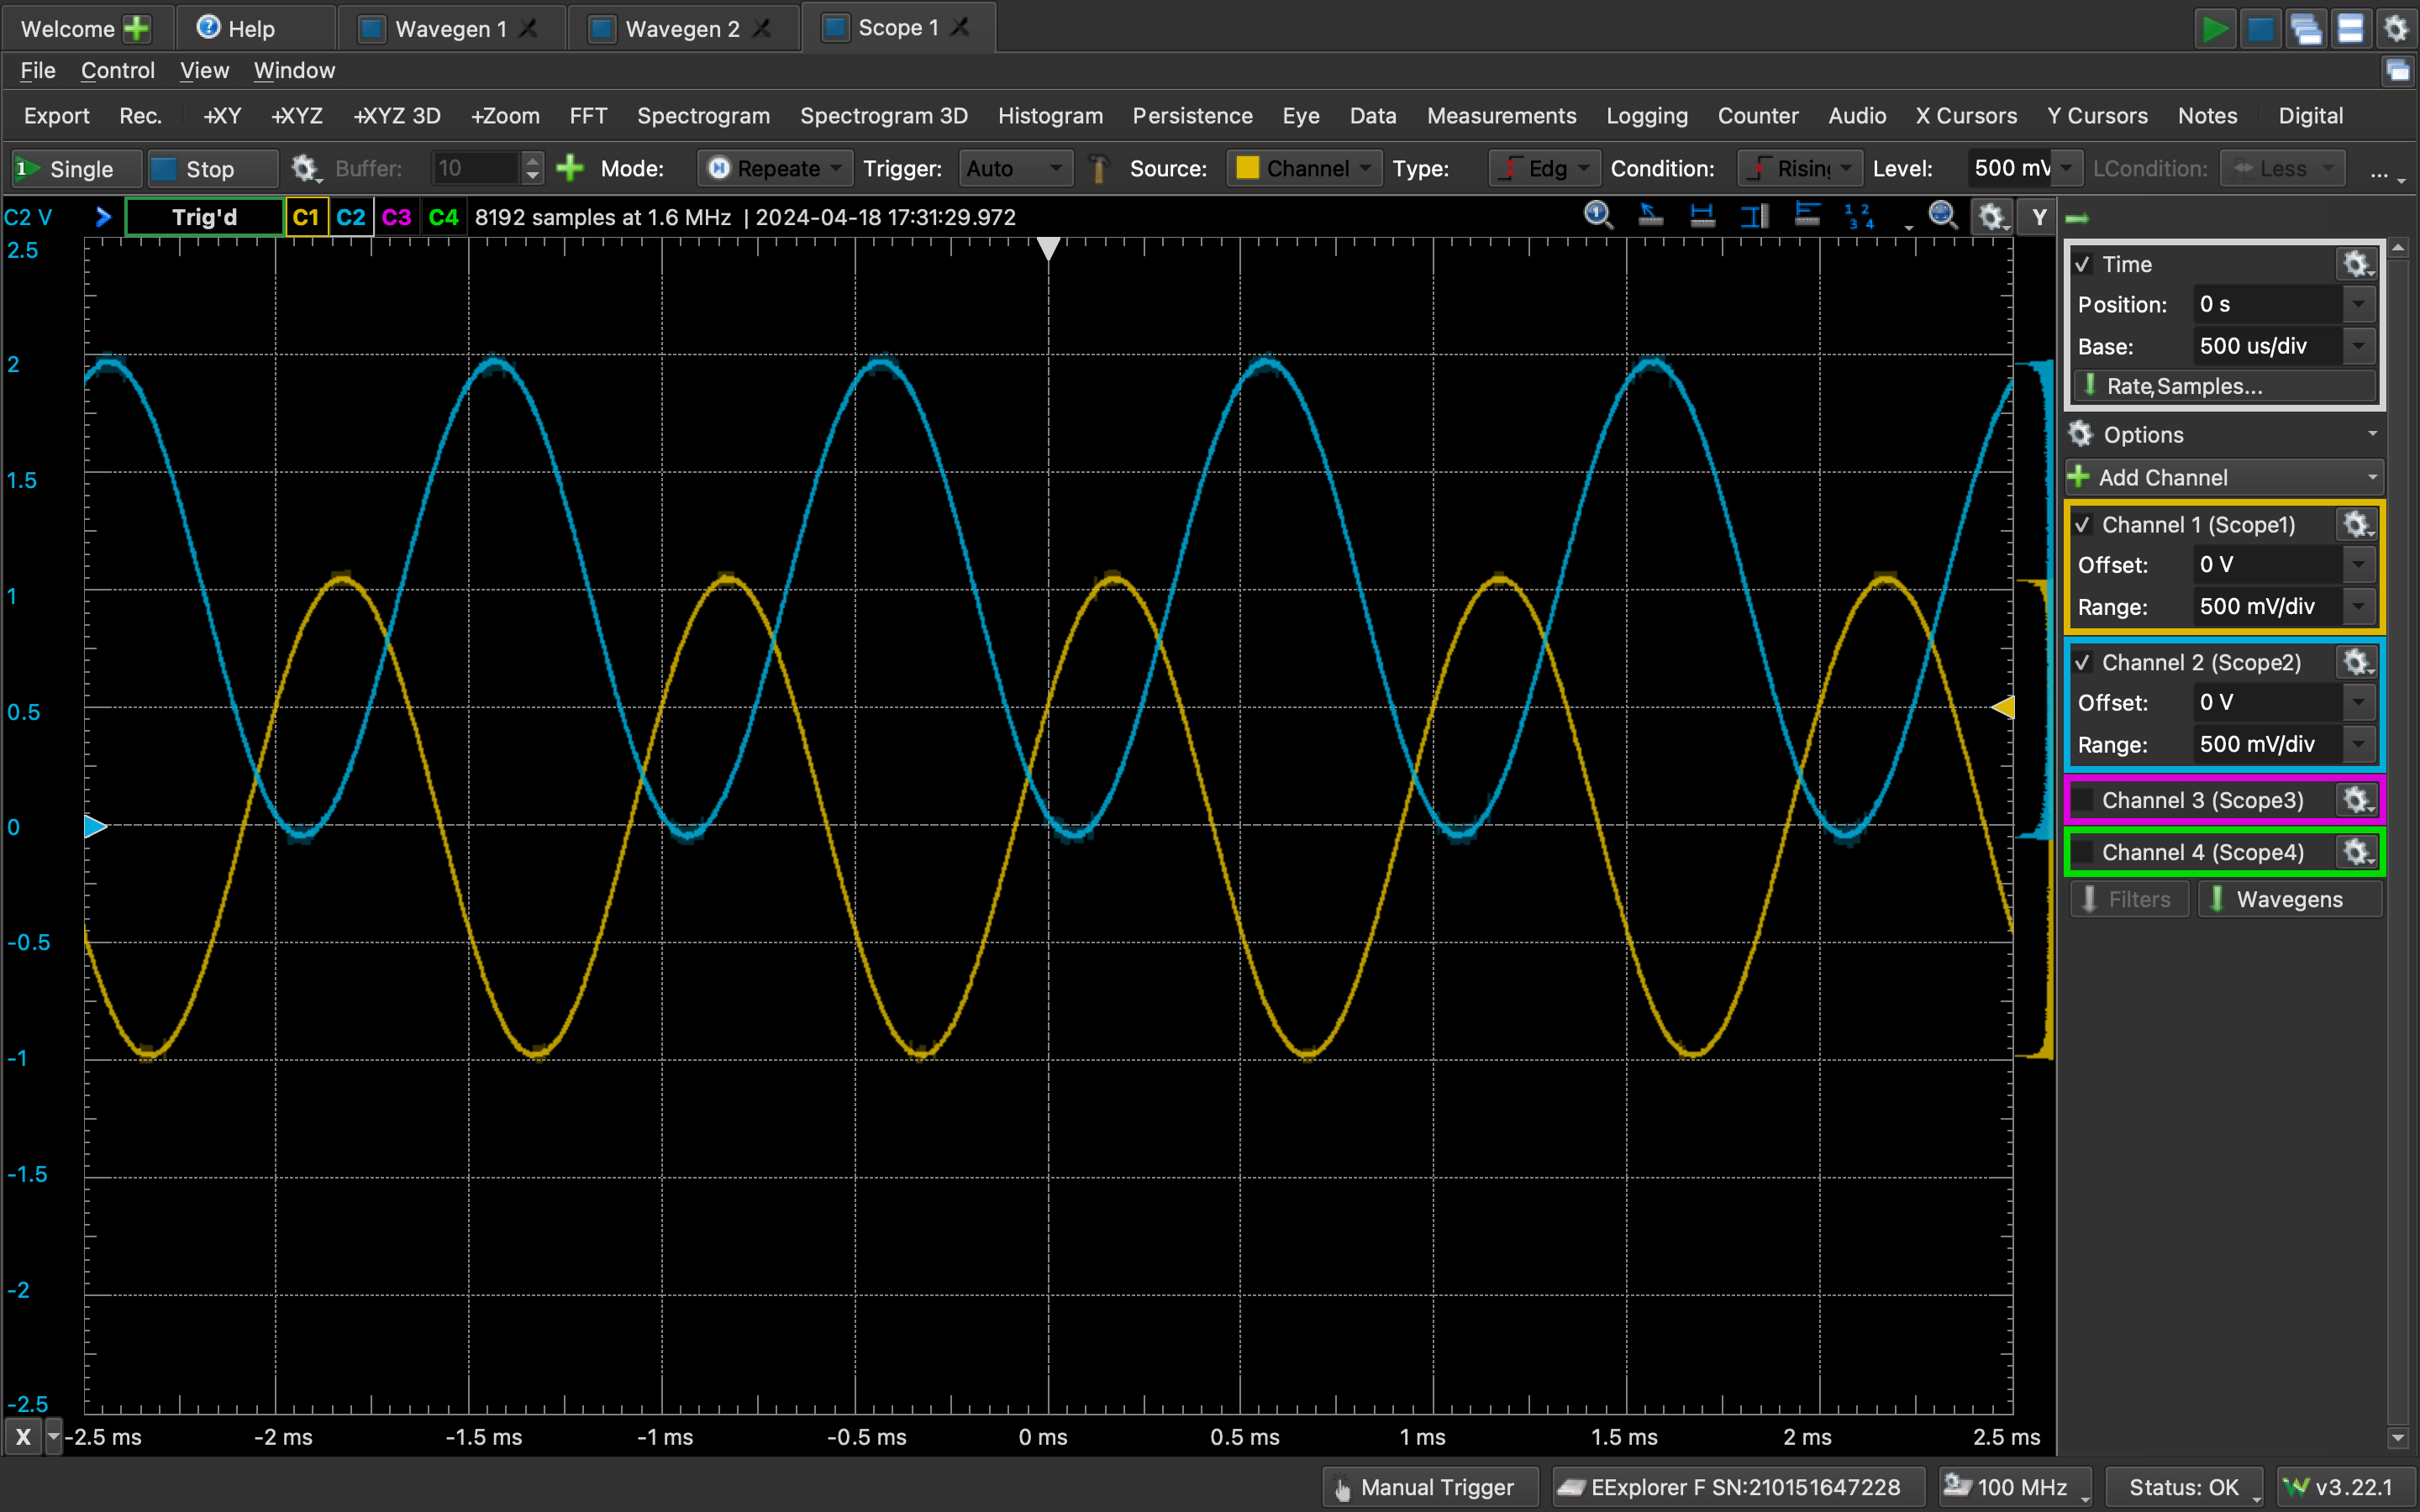 Welcome Help Wavegen 1 Wavegen 2 Scope 1
File Control View Window
Export Rec. +XY +XYZ +XYZ 3D +Zoom FFT Spectrogram Spectrogram 3D Histogram Persistence Eye Data Measurements Logging Counter Audio X Cursors Y Cursors Notes Digital
1 Single Stop Buffer: 10 Mode: Repeate Trigger: Auto Source: Channel Type: Edg Condition: Rising Level: 500 mV LCondition: Less ...
C2 V Trig'd C1 C2 C3 C4 8192 samples at 1.6 MHz | 2024-04-18 17:31:29.972 1 1 2 3 4 Y
2.5
2
1.5
1
0.5
0
-0.5
-1
-1.5
-2
-2.5
X -2.5 ms -2 ms -1.5 ms -1 ms -0.5 ms 0 ms 0.5 ms 1 ms 1.5 ms 2 ms 2.5 ms
Time
Position: 0 s
Base: 500 us/div
Rate,Samples...
Options
Add Channel
Channel 1 (Scope1)
Offset: 0 V
Range: 500 mV/div
Channel 2 (Scope2)
Offset: 0 V
Range: 500 mV/div
Channel 3 (Scope3)
Channel 4 (Scope4)
Filters Wavegens
Manual Trigger EExplorer F SN:210151647228 100 MHz Status: OK W v3.22.1